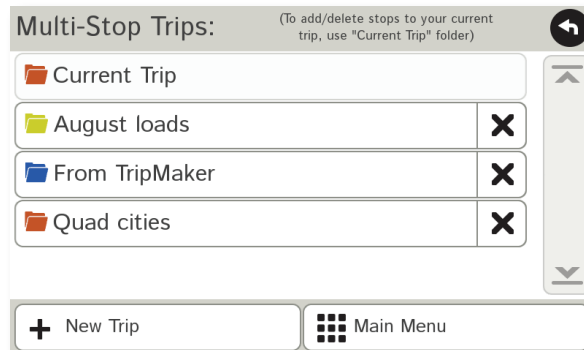 Multi-Stop Trips:
(To add/delete stops to your current
trip, use "Current Trip" folder)
Current Trip
August loads
From TripMaker
Quad cities
New Trip
Main Menu